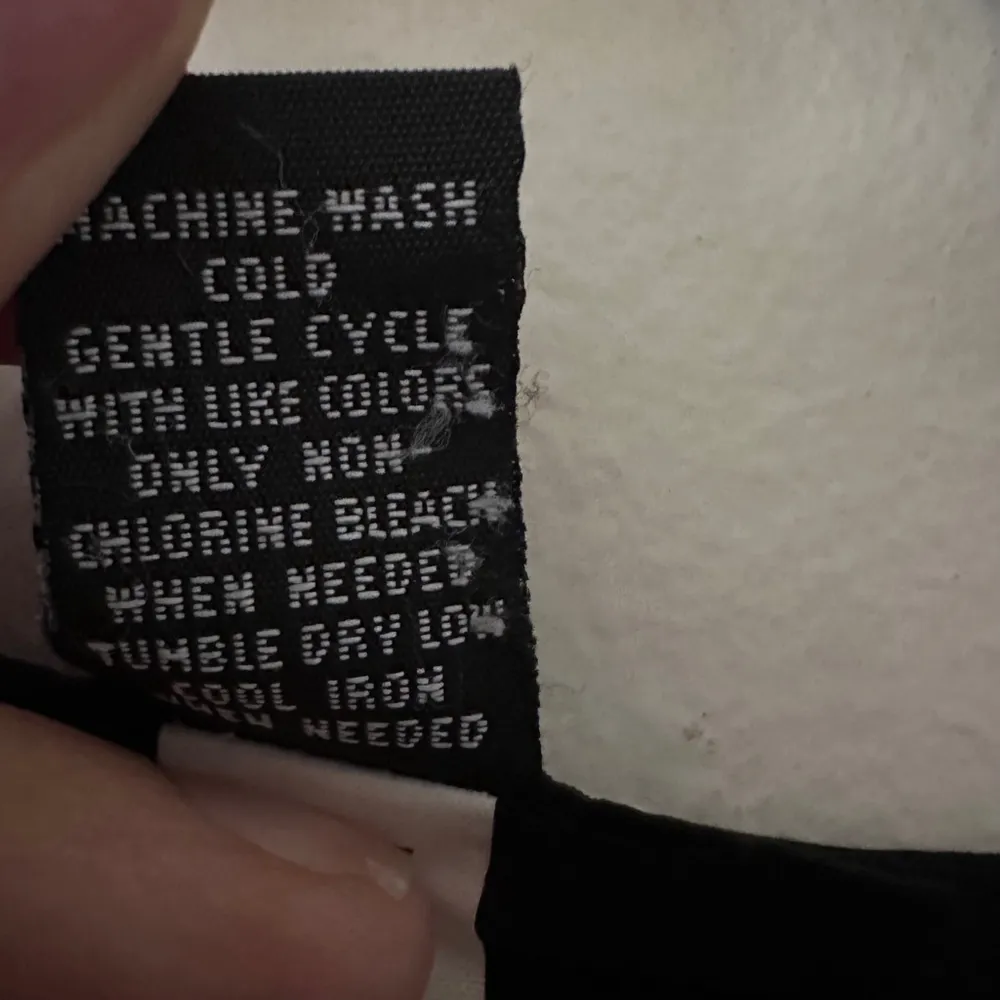 MACHINE WASH
COLD
GENTLE CYCLE
WITH LIKE COLORS
ONLY NON-
CHLORINE BLEACH
WHEN NEEDED
TUMBLE DRY LOW
COOL IRON
WHEN NEEDED